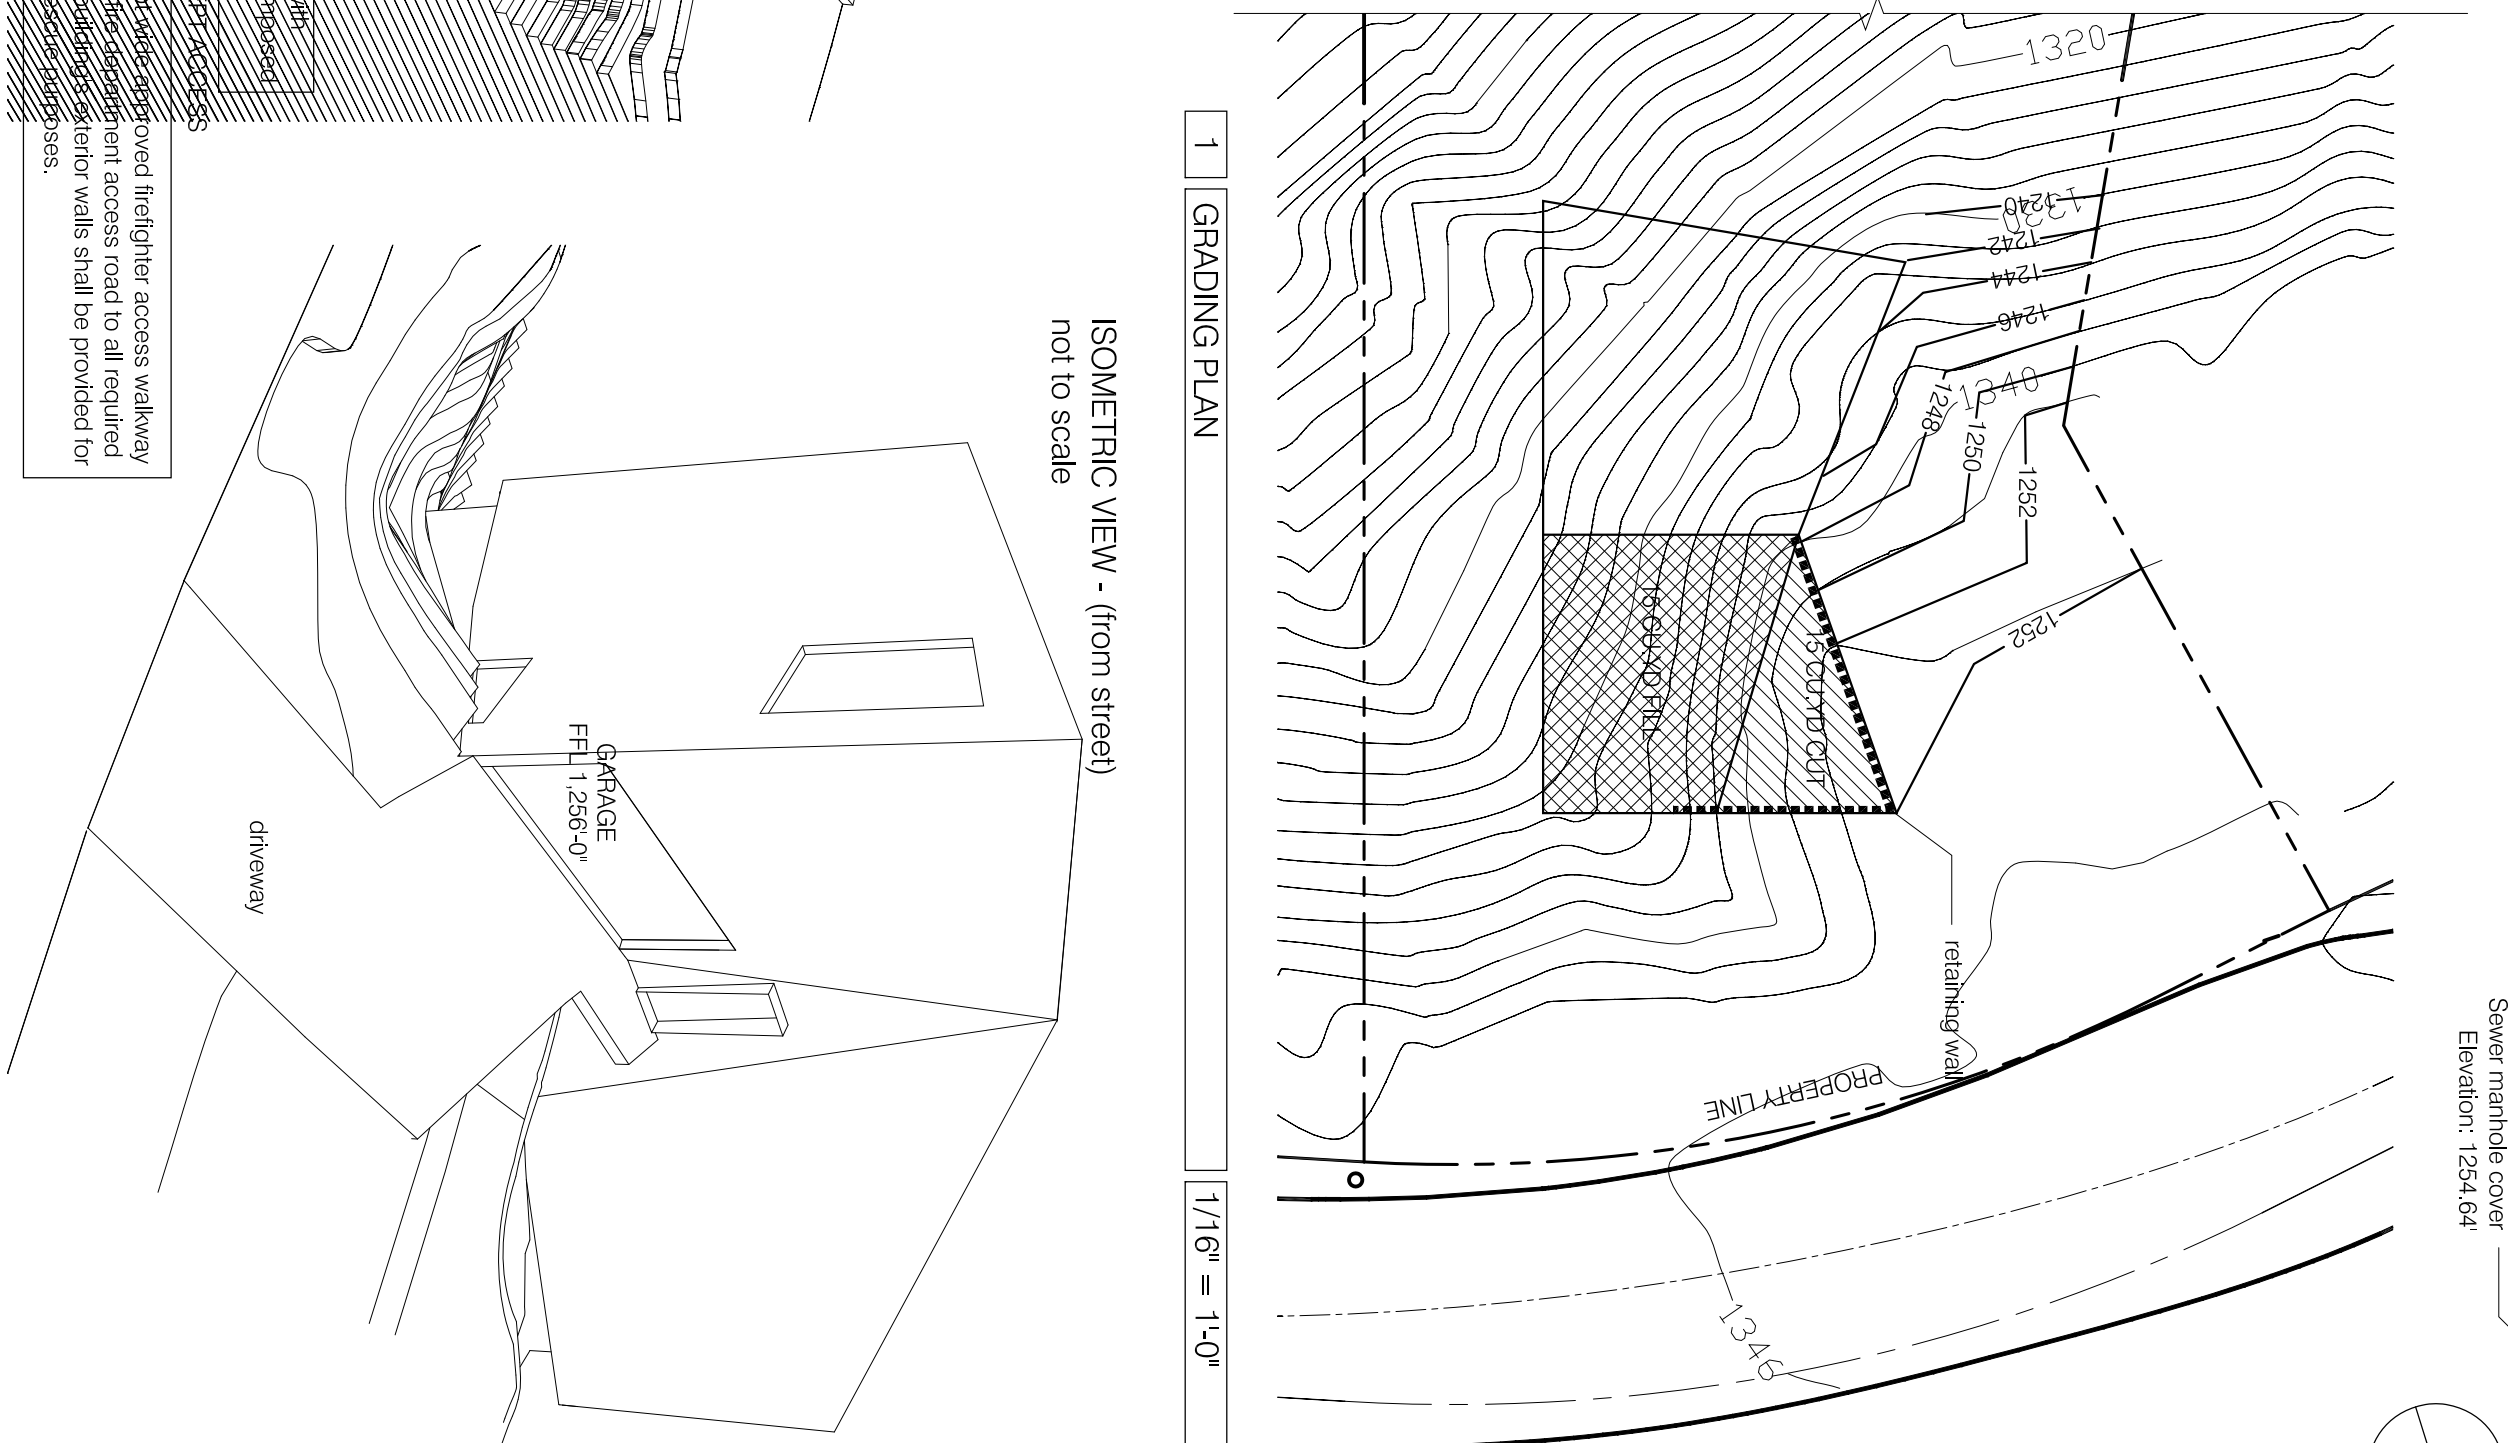 Sewer manhole cover
Elevation: 1254.64'
1320
1330
1240
1242
1244
1246
1340
1248
1250
1252
1252
15 CU.YD FILL
15 CU.YD CUT
retaining wall
PROPERTY LINE
1346
1
GRADING PLAN
1/16" = 1'-0"
ISOMETRIC VIEW - (from street)
not to scale
GARAGE
FFL 1,256'-0"
driveway
ACCESS
wide approved firefighter access walkway
fire department access road to all required
building's exterior walls shall be provided for
purposes.